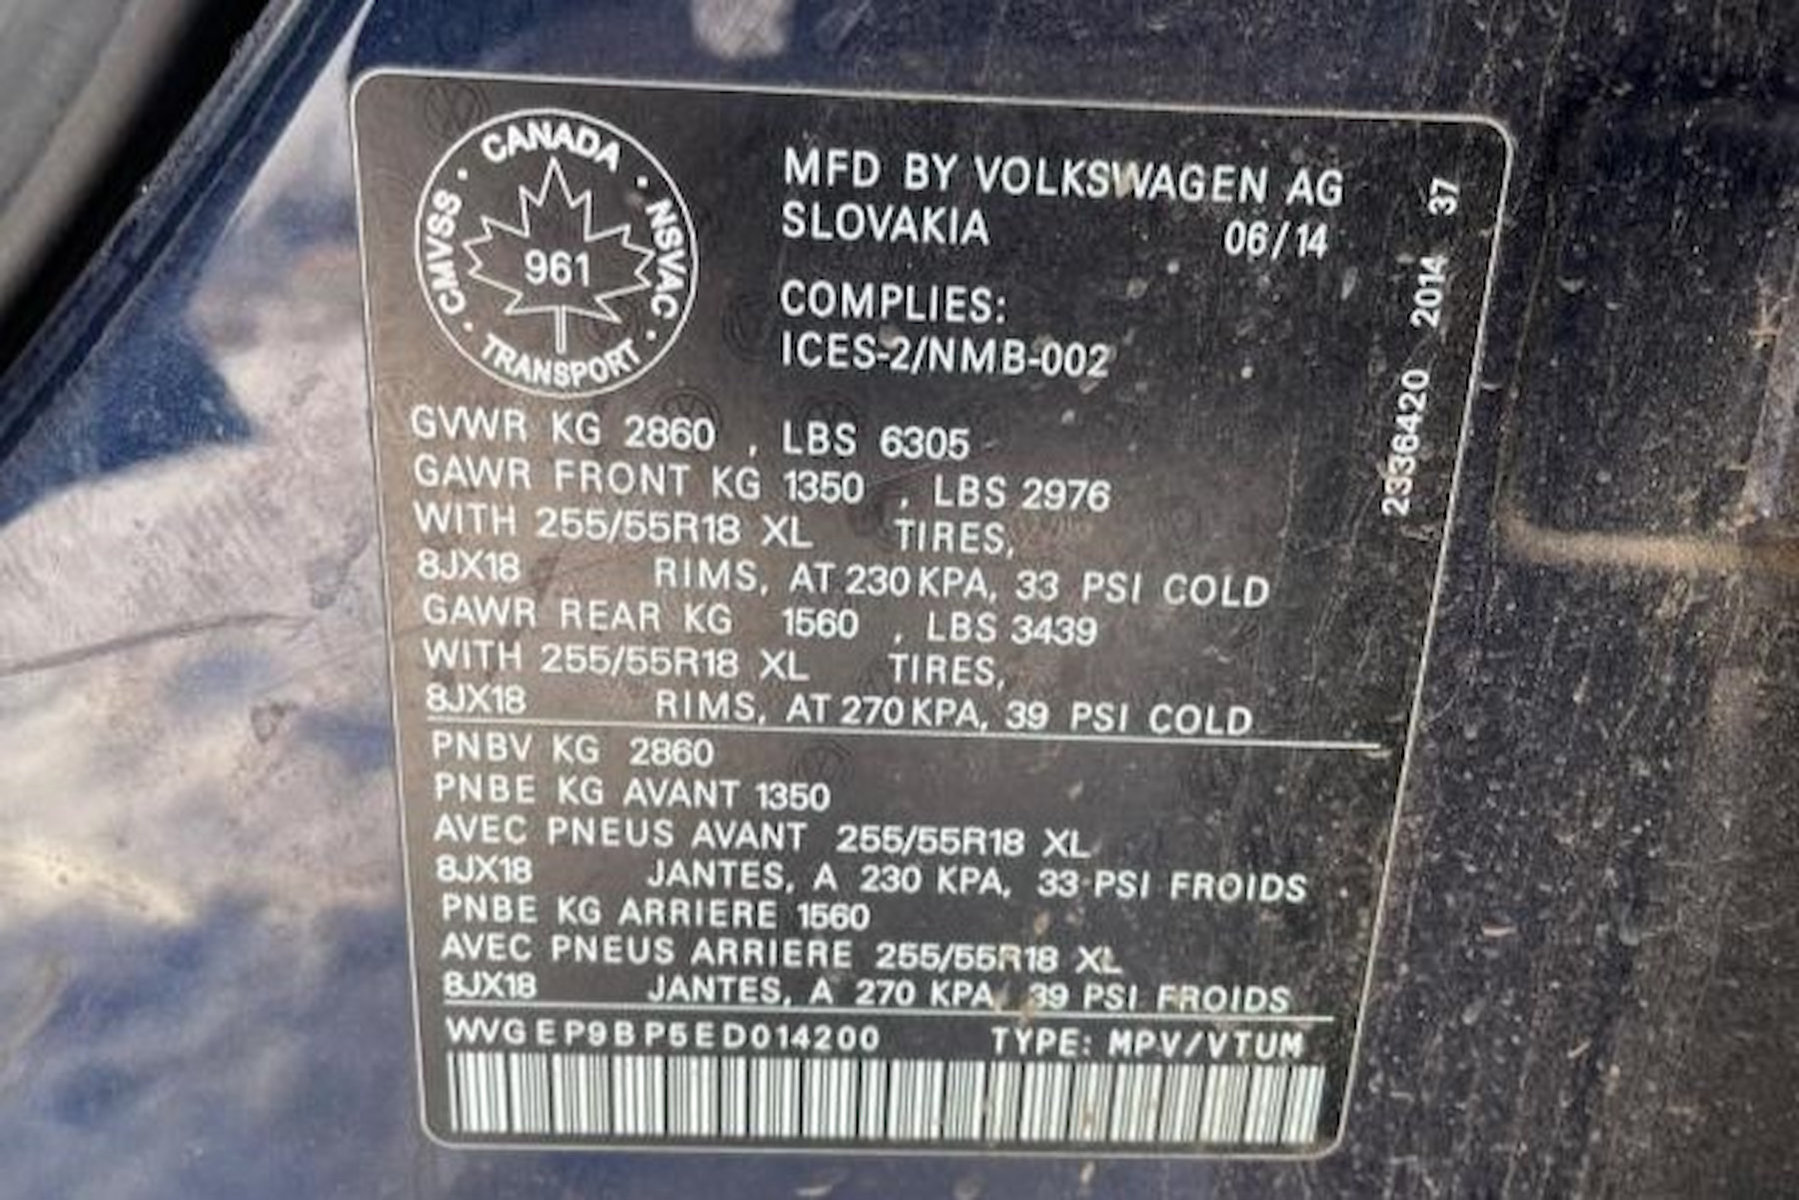 CANADA
CMVSS · NSVAC
961
TRANSPORT
MFD BY VOLKSWAGEN AG
SLOVAKIA 06/14
COMPLIES:
ICES-2/NMB-002
2336420 2014 37
GVWR KG 2860 , LBS 6305
GAWR FRONT KG 1350 , LBS 2976
WITH 255/55R18 XL TIRES,
8JX18 RIMS, AT 230 KPA, 33 PSI COLD
GAWR REAR KG 1560 , LBS 3439
WITH 255/55R18 XL TIRES,
8JX18 RIMS, AT 270 KPA, 39 PSI COLD
PNBV KG 2860
PNBE KG AVANT 1350
AVEC PNEUS AVANT 255/55R18 XL
8JX18 JANTES, A 230 KPA, 33 PSI FROIDS
PNBE KG ARRIERE 1560
AVEC PNEUS ARRIERE 255/55R18 XL
8JX18 JANTES, A 270 KPA, 39 PSI FROIDS
WVGEP9BP5ED014200 TYPE: MPV/VTUM